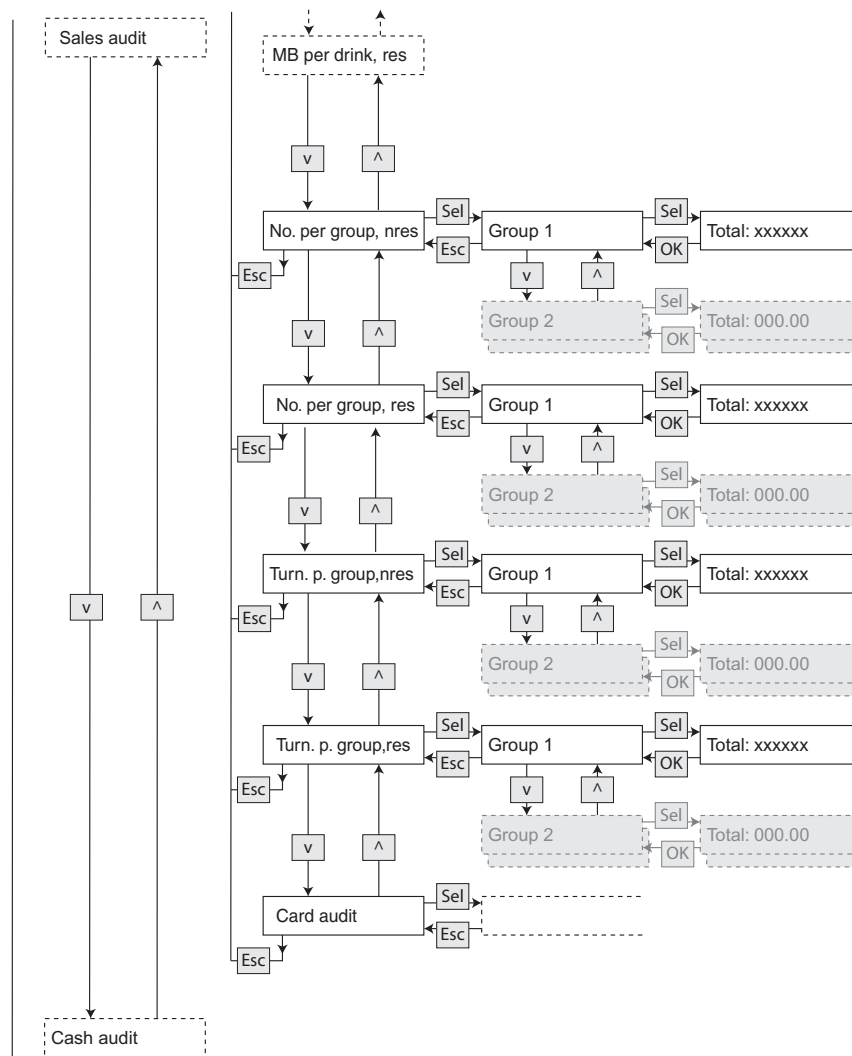 Sales audit
MB per drink, res
v
^
No. per group, nres
Sel
Group 1
Sel
Total: xxxxxx
Esc
OK
Esc
v
^
Group 2
Sel
Total: 000.00
OK
v
^
No. per group, res
Sel
Group 1
Sel
Total: xxxxxx
Esc
OK
Esc
v
^
Group 2
Sel
Total: 000.00
OK
v
^
Turn. p. group,nres
Sel
Group 1
Sel
Total: xxxxxx
Esc
OK
Esc
v
^
v
^
Group 2
Sel
Total: 000.00
OK
v
^
Turn. p. group,res
Sel
Group 1
Sel
Total: xxxxxx
Esc
OK
Esc
v
^
Group 2
Sel
Total: 000.00
OK
v
^
Card audit
Sel
Esc
Esc
Cash audit